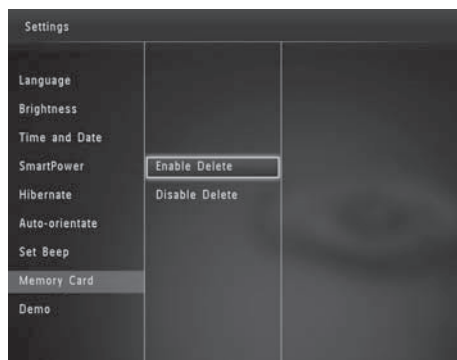 Settings
Language
Brightness
Time and Date
SmartPower
Enable Delete
Hibernate
Disable Delete
Auto-orientate
Set Beep
Memory Card
Demo